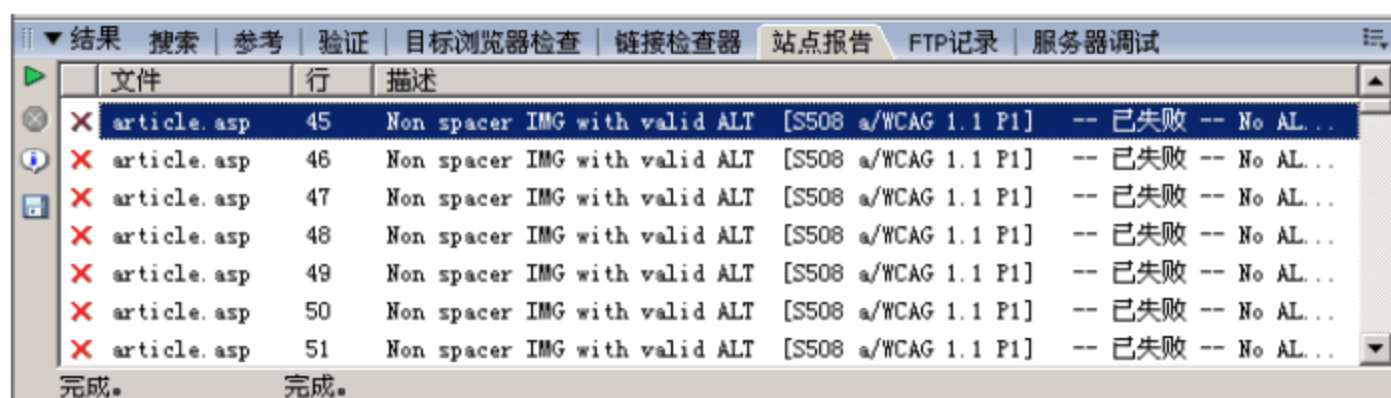 结果 搜索 | 参考 | 验证 | 目标浏览器检查 | 链接检查器 站点报告 FTP记录 | 服务器调试
文件 行 描述
article.asp 45 Non spacer IMG with valid ALT [S508 a/WCAG 1.1 P1] -- 已失败 -- No AL...
article.asp 46 Non spacer IMG with valid ALT [S508 a/WCAG 1.1 P1] -- 已失败 -- No AL...
article.asp 47 Non spacer IMG with valid ALT [S508 a/WCAG 1.1 P1] -- 已失败 -- No AL...
article.asp 48 Non spacer IMG with valid ALT [S508 a/WCAG 1.1 P1] -- 已失败 -- No AL...
article.asp 49 Non spacer IMG with valid ALT [S508 a/WCAG 1.1 P1] -- 已失败 -- No AL...
article.asp 50 Non spacer IMG with valid ALT [S508 a/WCAG 1.1 P1] -- 已失败 -- No AL...
article.asp 51 Non spacer IMG with valid ALT [S508 a/WCAG 1.1 P1] -- 已失败 -- No AL...
完成。 完成。